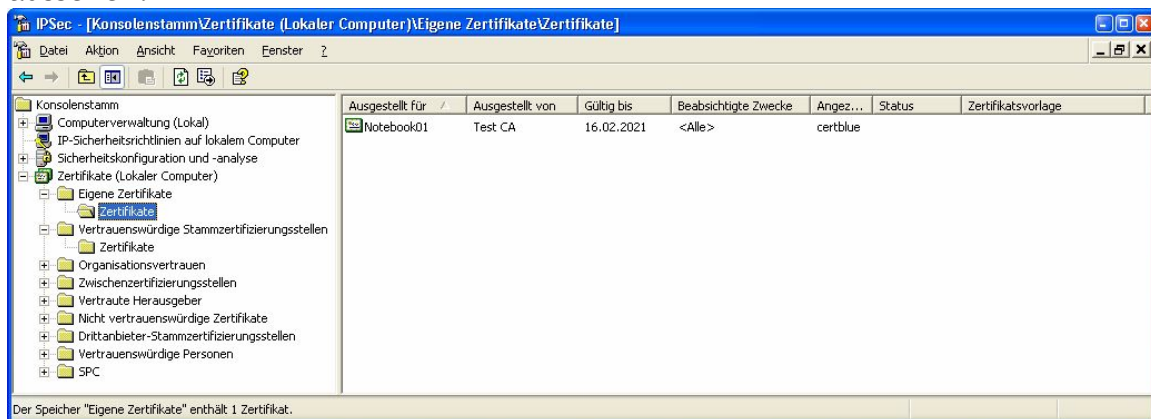 IPSec - [Konsolenstamm\Zertifikate (Lokaler Computer)\Eigene Zertifikate\Zertifikate]
Datei Aktion Ansicht Favoriten Fenster ?
Konsolenstamm
Computerverwaltung (Lokal)
IP-Sicherheitsrichtlinien auf lokalem Computer
Sicherheitskonfiguration und -analyse
Zertifikate (Lokaler Computer)
Eigene Zertifikate
Zertifikate
Vertrauenswürdige Stammzertifizierungsstellen
Zertifikate
Organisationsvertrauen
Zwischenzertifizierungsstellen
Vertraute Herausgeber
Nicht vertrauenswürdige Zertifikate
Drittanbieter-Stammzertifizierungsstellen
Vertrauenswürdige Personen
SPC
Ausgestellt für Ausgestellt von Gültig bis Beabsichtigte Zwecke Angez... Status Zertifikatsvorlage
Notebook01 Test CA 16.02.2021 <Alle> certblue
Der Speicher "Eigene Zertifikate" enthält 1 Zertifikat.